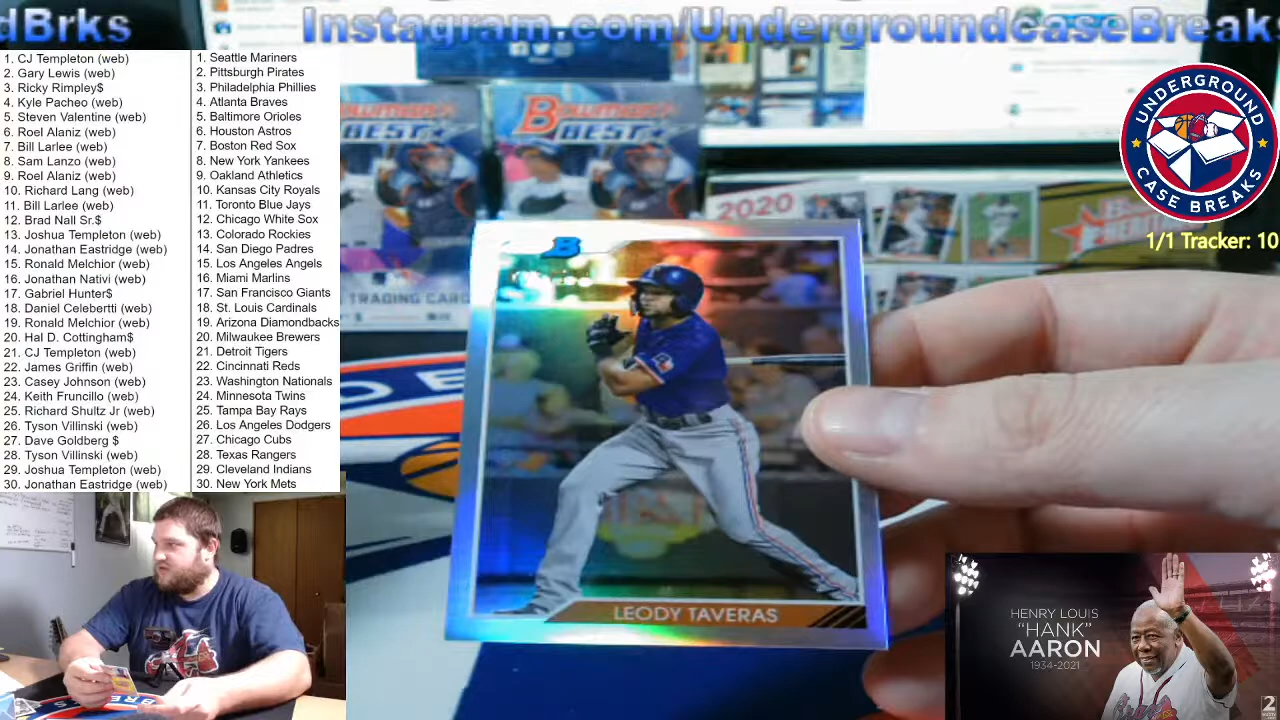 dBrks
Instagram.com/UndergroundcaseBreaks
1. CJ Templeton (web)
2. Gary Lewis (web)
3. Ricky Rimpley$
4. Kyle Pacheo (web)
5. Steven Valentine (web)
6. Roel Alaniz (web)
7. Bill Larlee (web)
8. Sam Lanzo (web)
9. Roel Alaniz (web)
10. Richard Lang (web)
11. Bill Larlee (web)
12. Brad Nall Sr.$
13. Joshua Templeton (web)
14. Jonathan Eastridge (web)
15. Ronald Melchior (web)
16. Jonathan Nativi (web)
17. Gabriel Hunter$
18. Daniel Celebertti (web)
19. Ronald Melchior (web)
20. Hal D. Cottingham$
21. CJ Templeton (web)
22. James Griffin (web)
23. Casey Johnson (web)
24. Keith Fruncillo (web)
25. Richard Shultz Jr (web)
26. Tyson Villinski (web)
27. Dave Goldberg $
28. Tyson Villinski (web)
29. Joshua Templeton (web)
30. Jonathan Eastridge (web)
1. Seattle Mariners
2. Pittsburgh Pirates
3. Philadelphia Phillies
4. Atlanta Braves
5. Baltimore Orioles
6. Houston Astros
7. Boston Red Sox
8. New York Yankees
9. Oakland Athletics
10. Kansas City Royals
11. Toronto Blue Jays
12. Chicago White Sox
13. Colorado Rockies
14. San Diego Padres
15. Los Angeles Angels
16. Miami Marlins
17. San Francisco Giants
18. St. Louis Cardinals
19. Arizona Diamondbacks
20. Milwaukee Brewers
21. Detroit Tigers
22. Cincinnati Reds
23. Washington Nationals
24. Minnesota Twins
25. Tampa Bay Rays
26. Los Angeles Dodgers
27. Chicago Cubs
28. Texas Rangers
29. Cleveland Indians
30. New York Mets
BOWMAN'S
BEST
BOWMAN'S
BEST
TRADING CARD
2020
UNDERGROUND
CASE BREAKS
1/1 Tracker: 10
B
LEODY TAVERAS
HENRY LOUIS
"HANK"
AARON
1934-2021
2